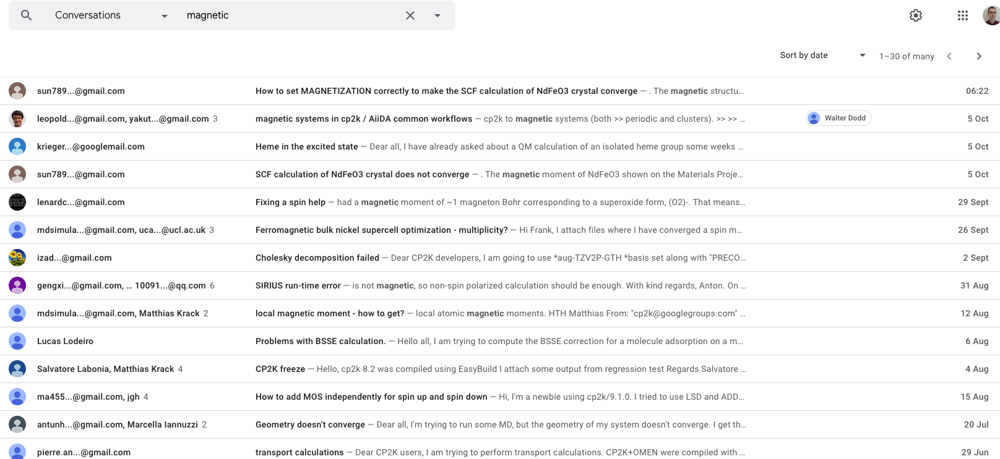 Conversations magnetic
Sort by date 1–30 of many
sun789...@gmail.com How to set MAGNETIZATION correctly to make the SCF calculation of NdFeO3 crystal converge — . The magnetic structu… 06:22
leopold...@gmail.com, yakut...@gmail.com 3 magnetic systems in cp2k / AiiDA common workflows — cp2k to magnetic systems (both >> periodic and clusters). >> >> … Walter Dodd 5 Oct
krieger...@googlemail.com Heme in the excited state — Dear all, I have already asked about a QM calculation of an isolated heme group some weeks … 5 Oct
sun789...@gmail.com SCF calculation of NdFeO3 crystal does not converge — . The magnetic moment of NdFeO3 shown on the Materials Proje… 5 Oct
lenardc...@gmail.com Fixing a spin help — had a magnetic moment of ~1 magneton Bohr corresponding to a superoxide form, (O2)-. That means… 29 Sept
mdsimula...@gmail.com, uca...@ucl.ac.uk 3 Ferromagnetic bulk nickel supercell optimization - multiplicity? — Hi Frank, I attach files where I have converged a spin m… 26 Sept
izad...@gmail.com Cholesky decomposition failed — Dear CP2K developers, I am going to use *aug-TZV2P-GTH *basis set along with "PRECO… 2 Sept
gengxi...@gmail.com, … 10091...@qq.com 6 SIRIUS run-time error — is not magnetic, so non-spin polarized calculation should be enough. With kind regards, Anton. On … 31 Aug
mdsimula...@gmail.com, Matthias Krack 2 local magnetic moment - how to get? — local atomic magnetic moments. HTH Matthias From: "cp2k@googlegroups.com" … 12 Aug
Lucas Lodeiro Problems with BSSE calculation. — Hello all, I am trying to compute the BSSE correction for a molecule adsorption on a m… 6 Aug
Salvatore Labonia, Matthias Krack 4 CP2K freeze — Hello, cp2k 8.2 was compiled using EasyBuild I attach some output from regression test Regards Salvatore … 4 Aug
ma455...@gmail.com, jgh 4 How to add MOS independently for spin up and spin down — Hi, I'm a newbie using cp2k/9.1.0. I tried to use LSD and ADD… 15 Aug
antunh...@gmail.com, Marcella Iannuzzi 2 Geometry doesn't converge — Dear all, I'm trying to run some MD, but the geometry of my system doesn't converge. I get th… 20 Jul
pierre.an...@gmail.com transport calculations — Dear CP2K users, I am trying to perform transport calculations. CP2K+OMEN were compiled with … 29 Jun